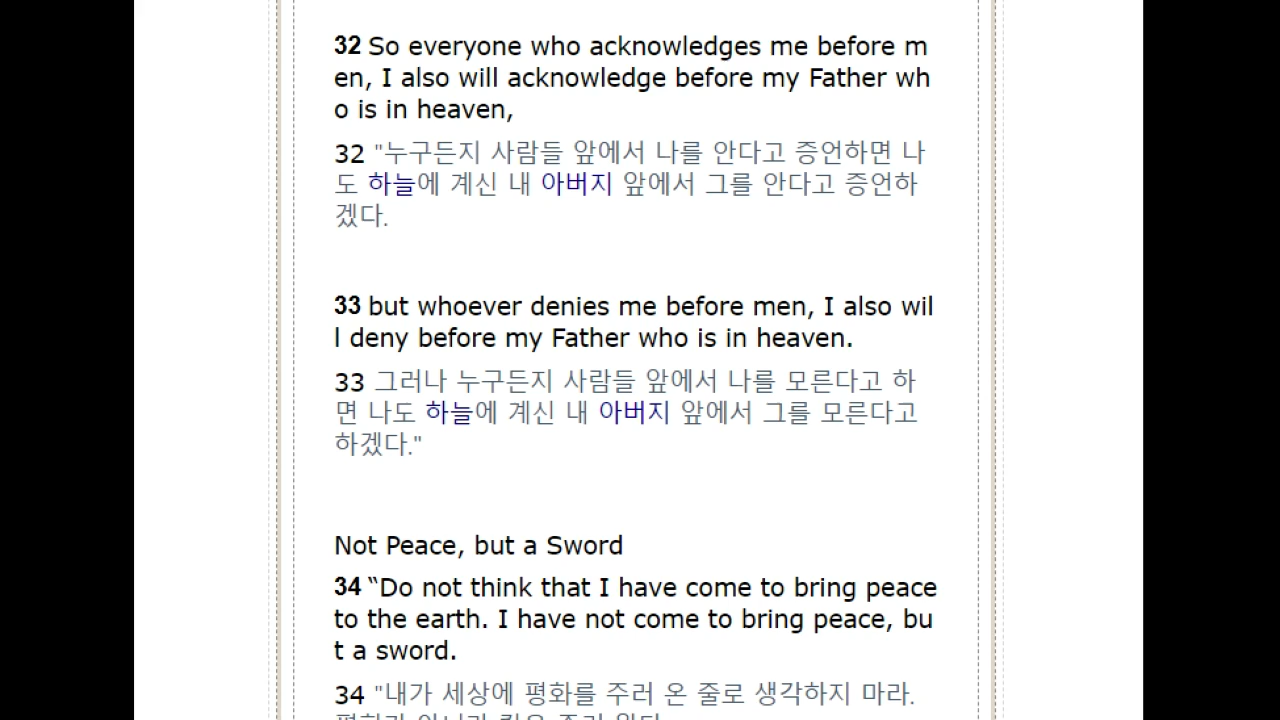 32 So everyone who acknowledges me before m
en, I also will acknowledge before my Father wh
o is in heaven,
32 "누구든지 사람들 앞에서 나를 안다고 증언하면 나
도 하늘에 계신 내 아버지 앞에서 그를 안다고 증언하
겠다.
33 but whoever denies me before men, I also wil
l deny before my Father who is in heaven.
33 그러나 누구든지 사람들 앞에서 나를 모른다고 하
면 나도 하늘에 계신 내 아버지 앞에서 그를 모른다고
하겠다."
Not Peace, but a Sword
34 “Do not think that I have come to bring peace
to the earth. I have not come to bring peace, bu
t a sword.
34 "내가 세상에 평화를 주러 온 줄로 생각하지 마라.